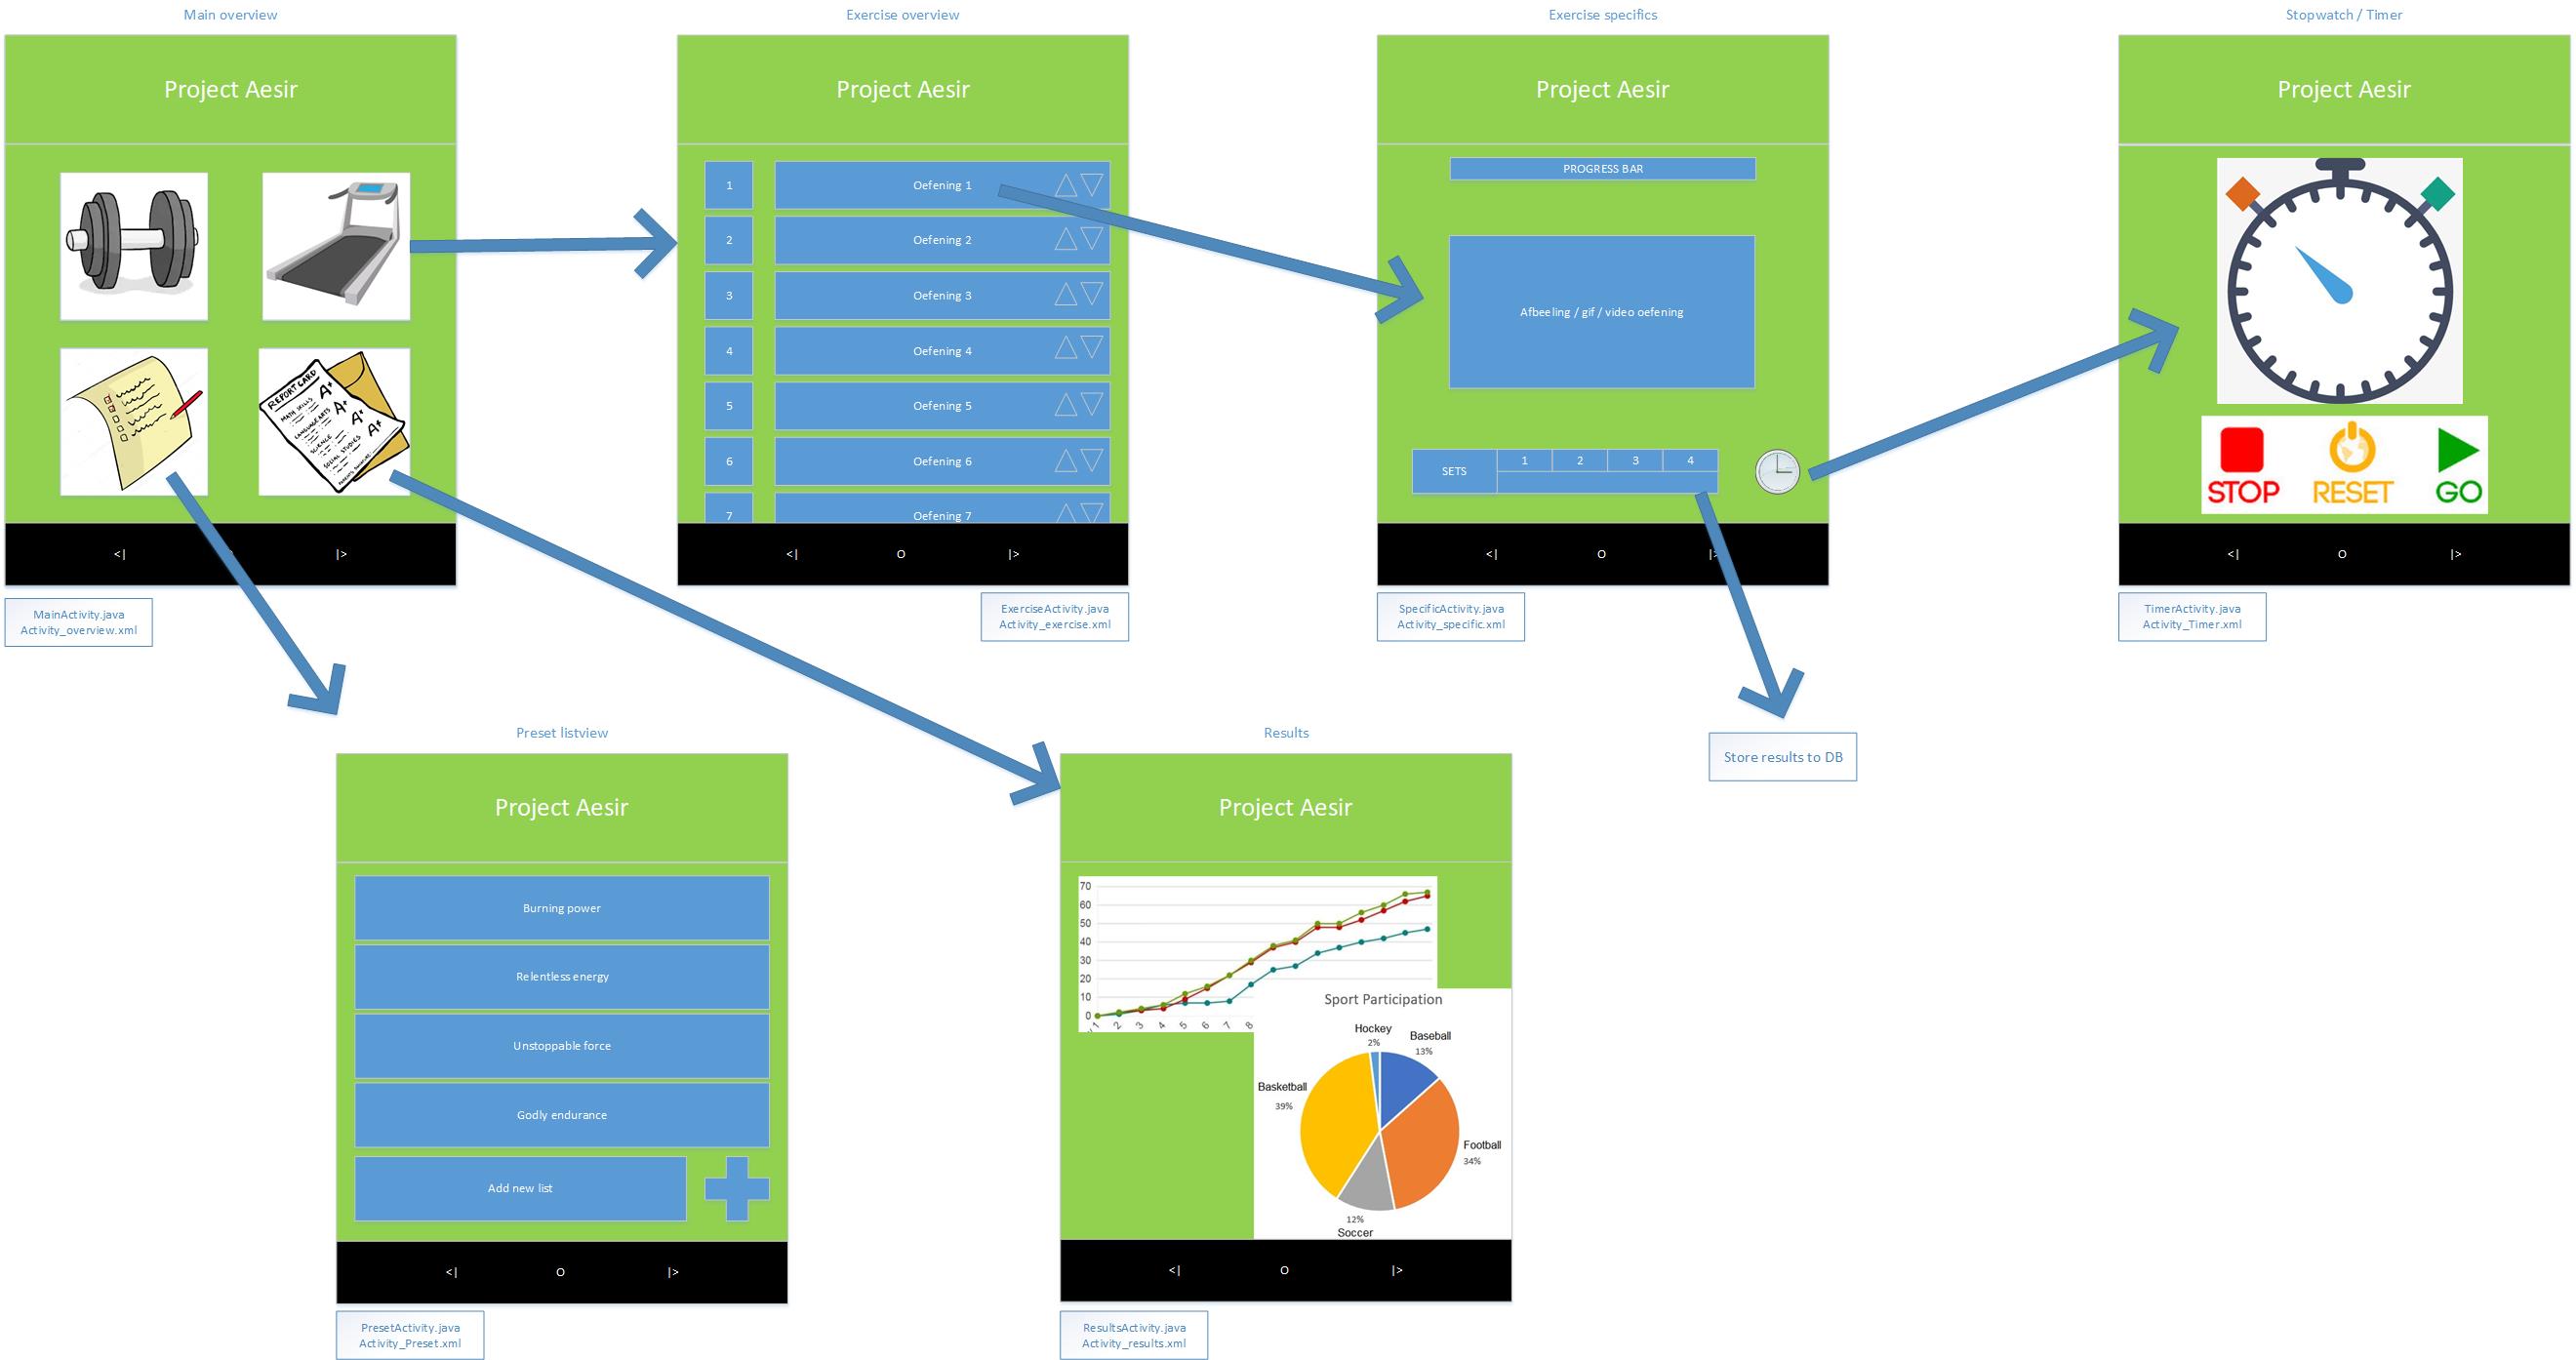 Main overview
Project Aesir
REPORT CARD
MATH SKILLS
A+
LANGUAGE ARTS
A+
SCIENCE
A+
SOCIAL STUDIES
A+
<| |>
MainActivity.java
Activity_overview.xml
Exercise overview
Project Aesir
1 Oefening 1
2 Oefening 2
3 Oefening 3
4 Oefening 4
5 Oefening 5
6 Oefening 6
7 Oefening 7
<| O |>
ExerciseActivity.java
Activity_exercise.xml
Exercise specifics
Project Aesir
PROGRESS BAR
Afbeeling / gif / video oefening
SETS 1 2 3 4
<| O |>
SpecificActivity.java
Activity_specific.xml
Store results to DB
Stopwatch / Timer
Project Aesir
STOP RESET GO
<| O |>
TimerActivity.java
Activity_Timer.xml
Preset listview
Project Aesir
Burning power
Relentless energy
Unstoppable force
Godly endurance
Add new list
<| O |>
PresetActivity.java
Activity_Preset.xml
Results
Project Aesir
70
60
50
40
30
20
10
0
1 2 3 4 5 6 7 8
Sport Participation
Hockey
2%
Baseball
13%
Basketball
39%
Football
34%
12%
Soccer
<| O |>
ResultsActivity.java
Activity_results.xml